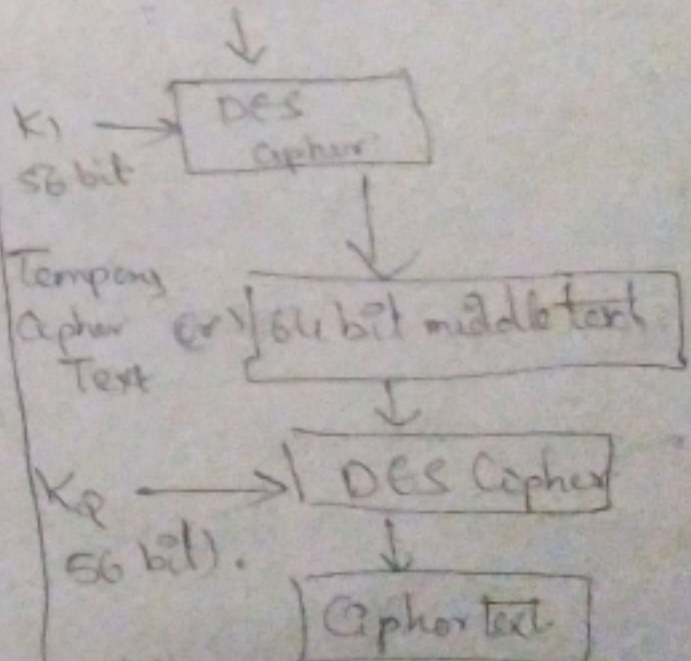 K1
56 bit
DES
Cipher
Tempory
Cipher (or)
Text
64 bit middle text
K2
56 bit).
DES Cipher
Cipher text